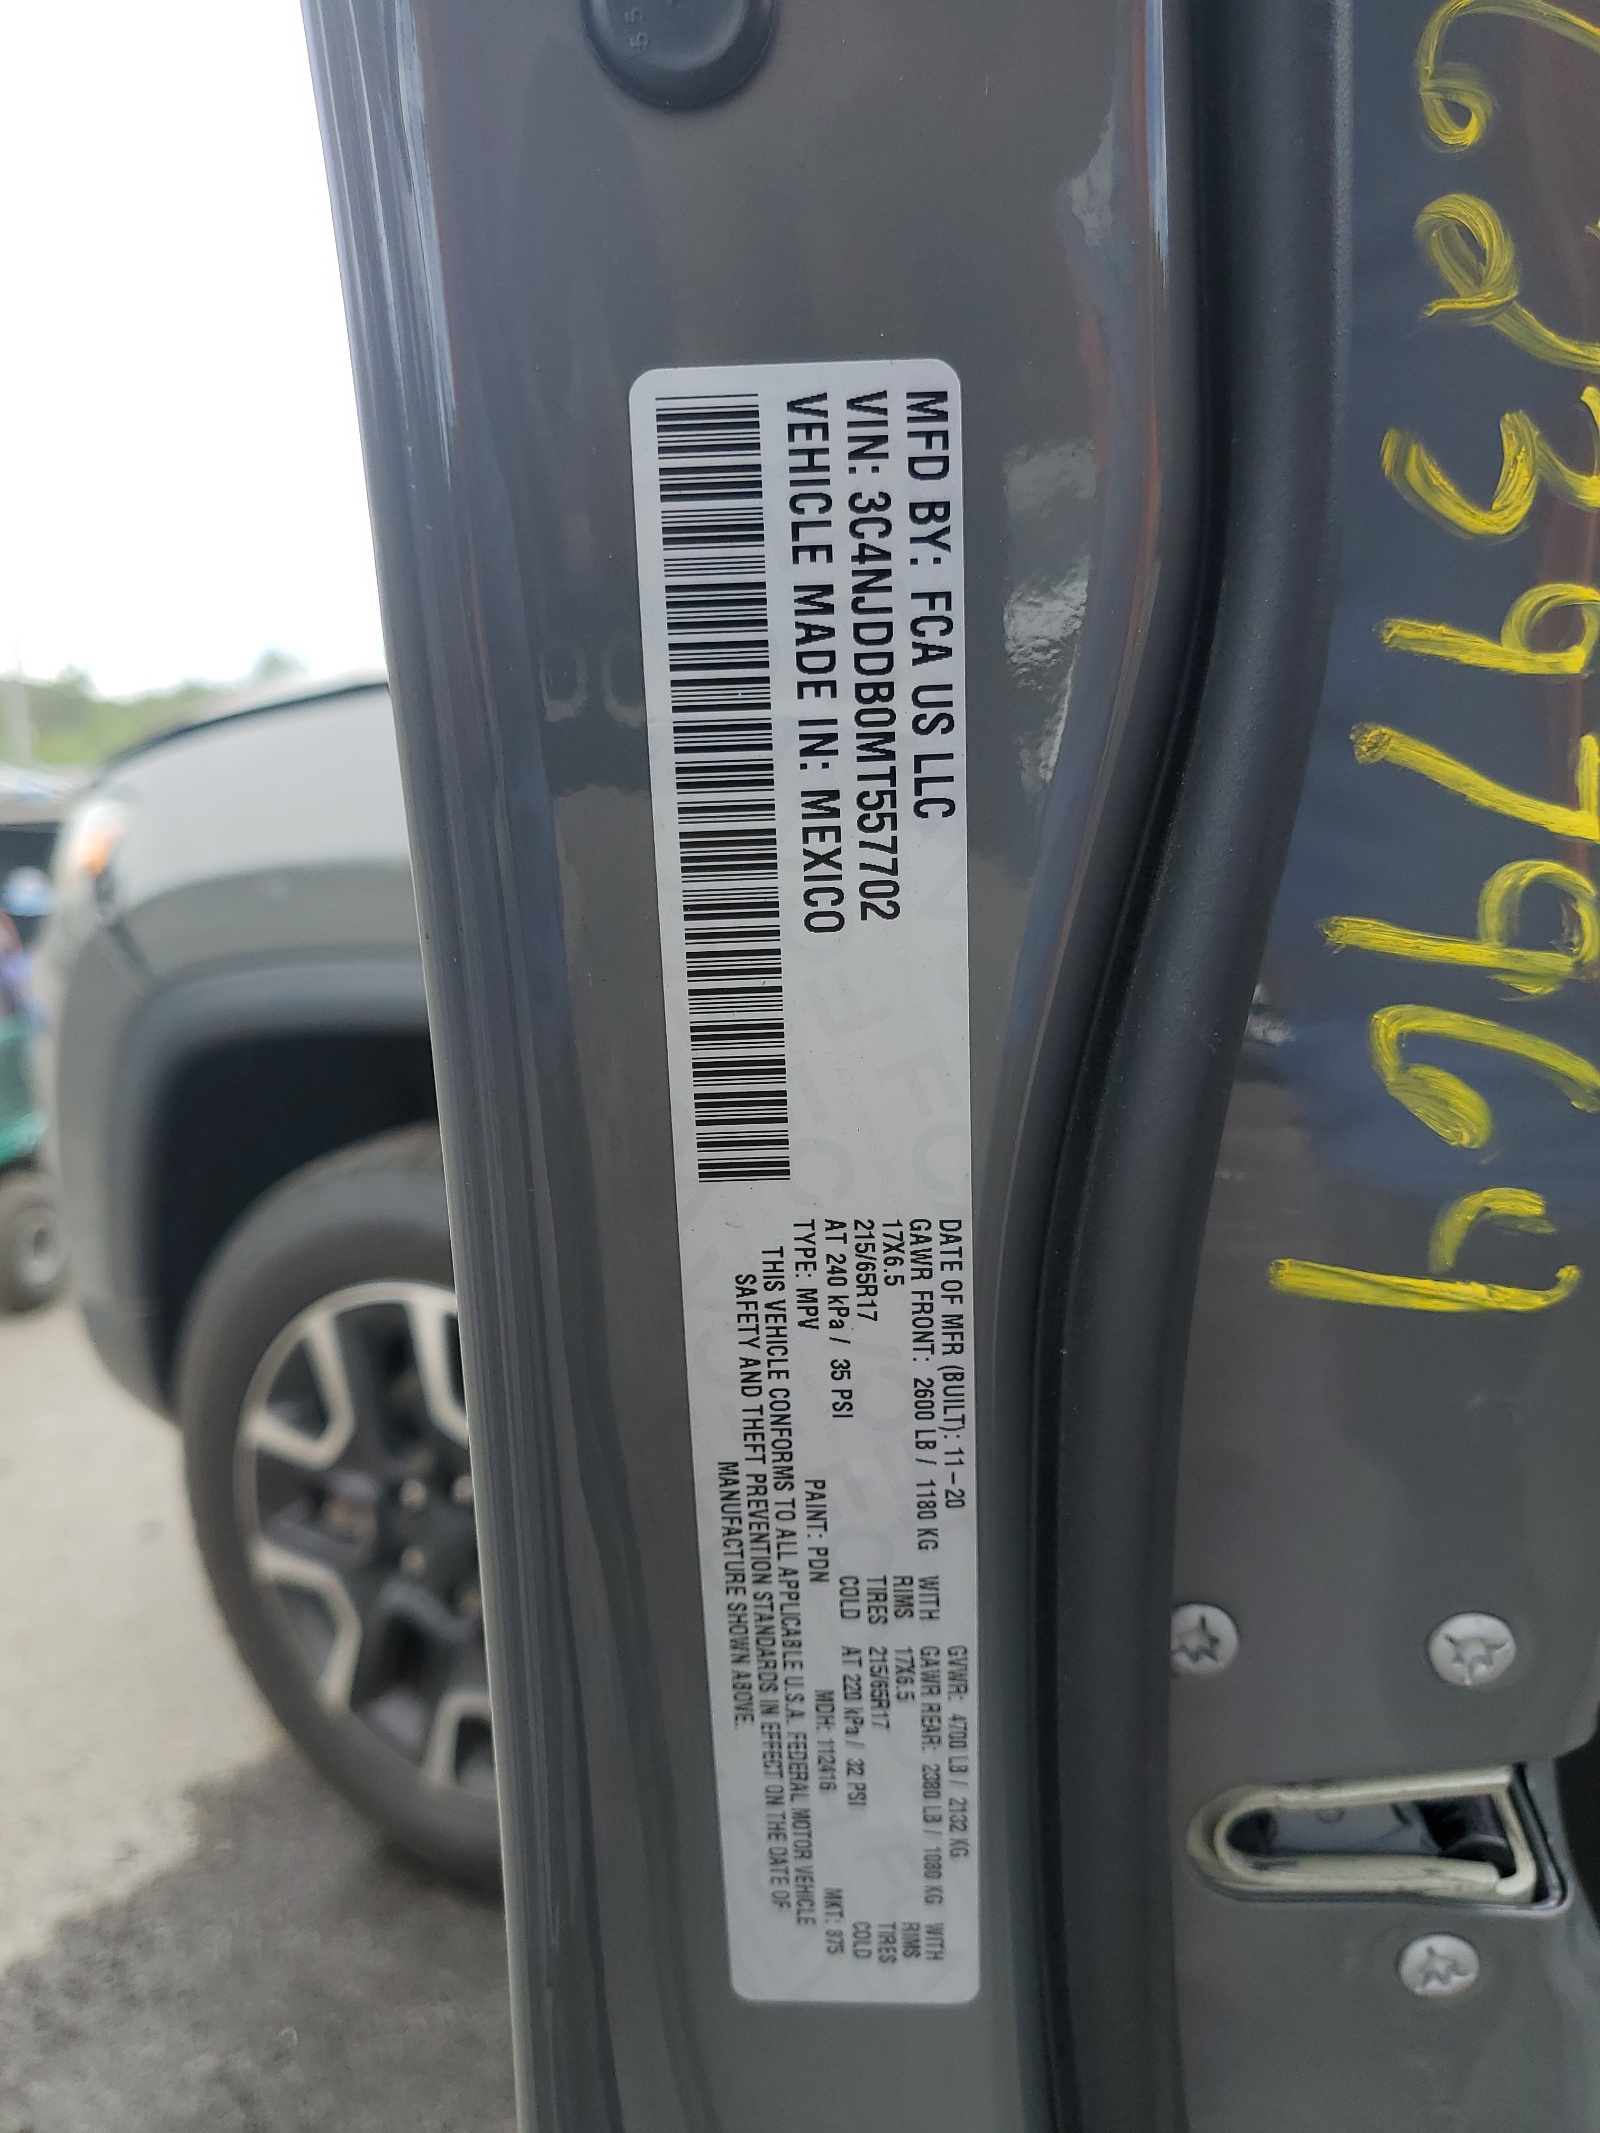 MFD BY: FCA US LLC
VIN: 3C4NJDDB0MT557702
VEHICLE MADE IN: MEXICO
DATE OF MFR (BUILT): 11-20 GVWR: 4700 LB / 2132 KG
GAWR FRONT: 2600 LB / 1180 KG WITH GAWR REAR: 2380 LB / 1080 KG WITH
17X6.5 RIMS 17X6.5 RIMS
215/65R17 TIRES 215/65R17 TIRES
AT 240 kPa / 35 PSI COLD AT 220 kPa / 32 PSI COLD
TYPE: MPV PAINT: PDN MDH: 112416 MKT: 875
THIS VEHICLE CONFORMS TO ALL APPLICABLE U.S.A. FEDERAL MOTOR VEHICLE
SAFETY AND THEFT PREVENTION STANDARDS IN EFFECT ON THE DATE OF
MANUFACTURE SHOWN ABOVE.
55